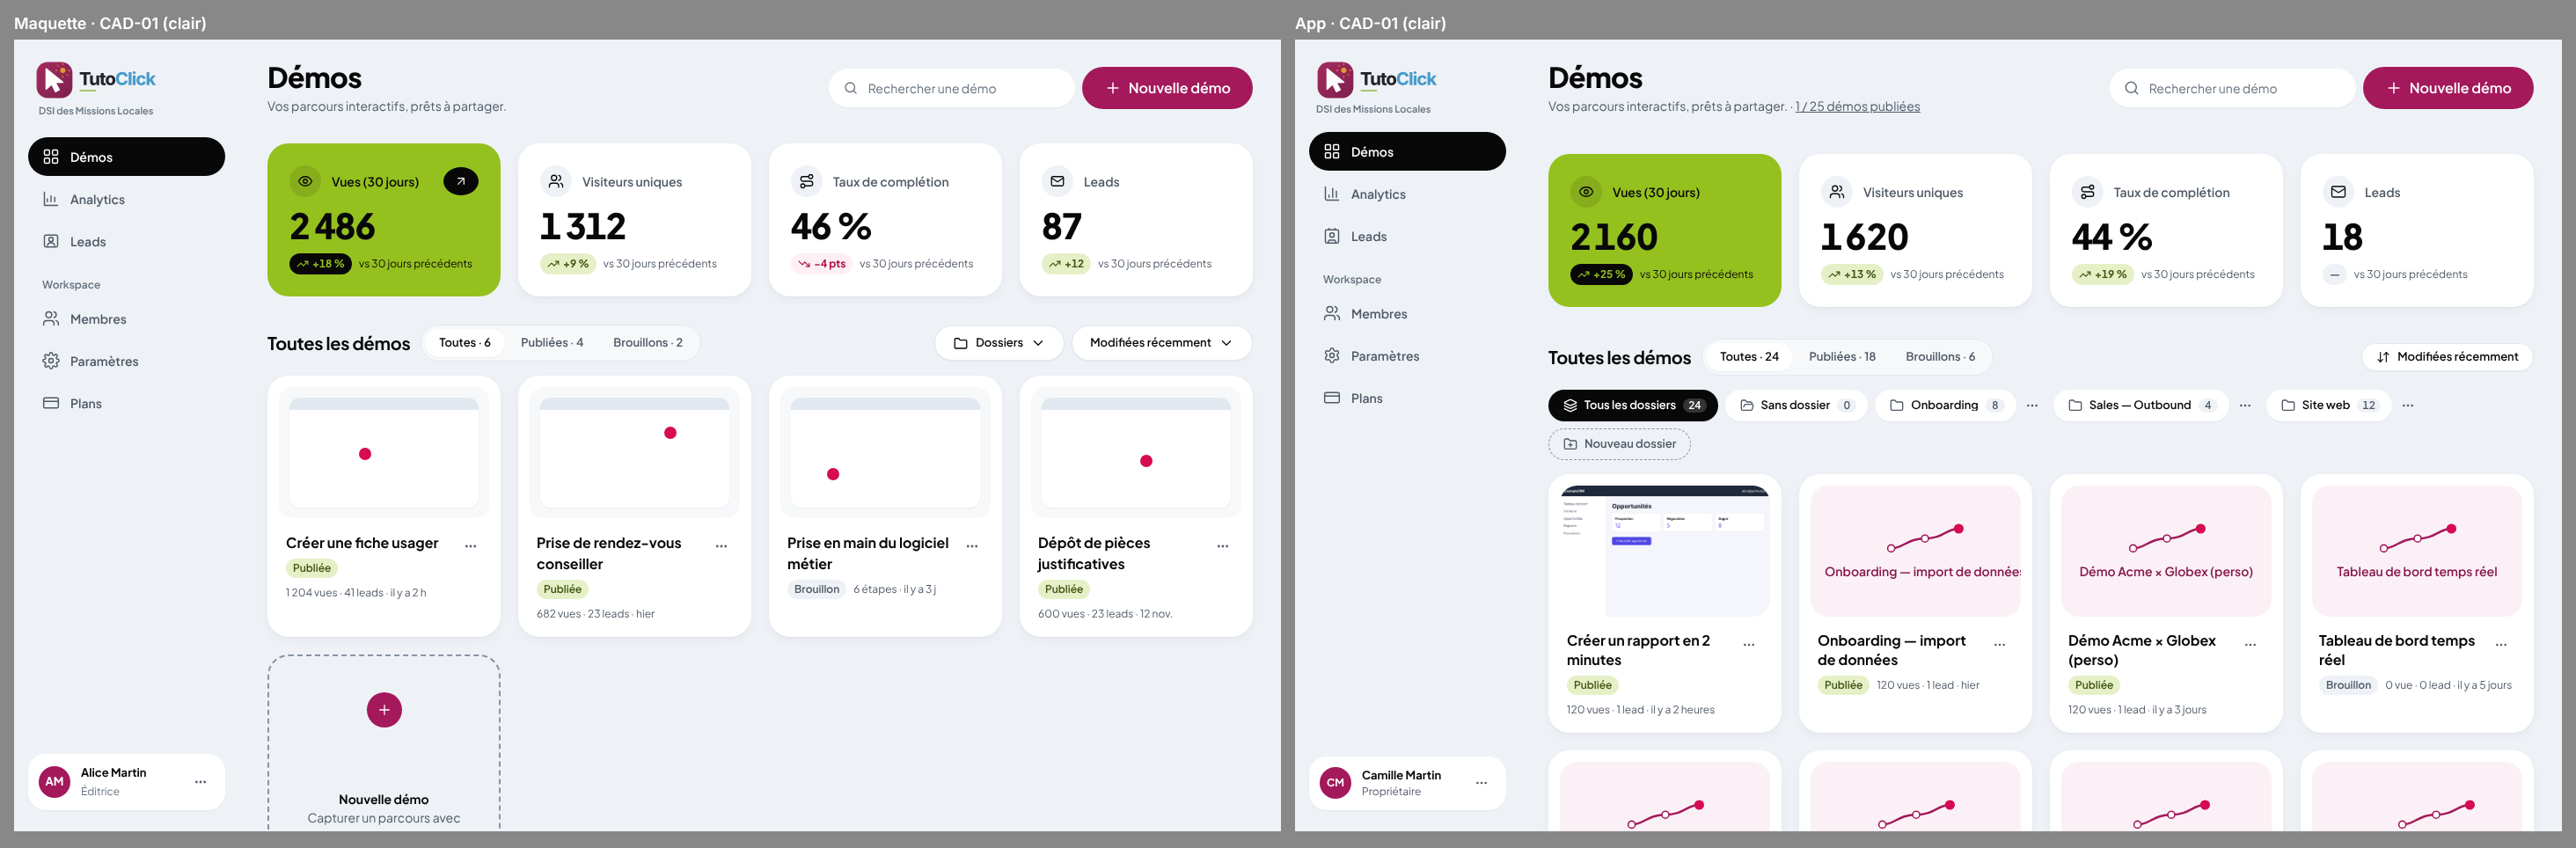 Maquette · CAD-01 (clair)
TutoClick
DSI des Missions Locales
Démos
Analytics
Leads
Workspace
Membres
Paramètres
Plans
AM
Alice Martin
Éditrice
Démos
Vos parcours interactifs, prêts à partager.
Rechercher une démo
Nouvelle démo
Vues (30 jours)
2 486
+18 % vs 30 jours précédents
Visiteurs uniques
1 312
+9 % vs 30 jours précédents
Taux de complétion
46 %
-4 pts vs 30 jours précédents
Leads
87
+12 vs 30 jours précédents
Toutes les démos
Toutes · 6
Publiées · 4
Brouillons · 2
Dossiers
Modifiées récemment
Créer une fiche usager
Publiée
1 204 vues · 41 leads · il y a 2 h
Prise de rendez-vous
conseiller
Publiée
682 vues · 23 leads · hier
Prise en main du logiciel
métier
Brouillon 6 étapes · il y a 3 j
Dépôt de pièces
justificatives
Publiée
600 vues · 23 leads · 12 nov.
Nouvelle démo
Capturer un parcours avec
App · CAD-01 (clair)
TutoClick
DSI des Missions Locales
Démos
Analytics
Leads
Workspace
Membres
Paramètres
Plans
CM
Camille Martin
Propriétaire
Démos
Vos parcours interactifs, prêts à partager. · 1 / 25 démos publiées
Rechercher une démo
Nouvelle démo
Vues (30 jours)
2 160
+25 % vs 30 jours précédents
Visiteurs uniques
1 620
+13 % vs 30 jours précédents
Taux de complétion
44 %
+19 % vs 30 jours précédents
Leads
18
— vs 30 jours précédents
Toutes les démos
Toutes · 24
Publiées · 18
Brouillons · 6
Modifiées récemment
Tous les dossiers 24
Sans dossier 0
Onboarding 8
Sales — Outbound 4
Site web 12
Nouveau dossier
Opportunités
Créer un rapport en 2
minutes
Publiée
120 vues · 1 lead · il y a 2 heures
Onboarding — import de données
Onboarding — import
de données
Publiée 120 vues · 1 lead · hier
Démo Acme × Globex (perso)
Démo Acme × Globex
(perso)
Publiée
120 vues · 1 lead · il y a 3 jours
Tableau de bord temps réel
Tableau de bord temps
réel
Brouillon 0 vue · 0 lead · il y a 5 jours